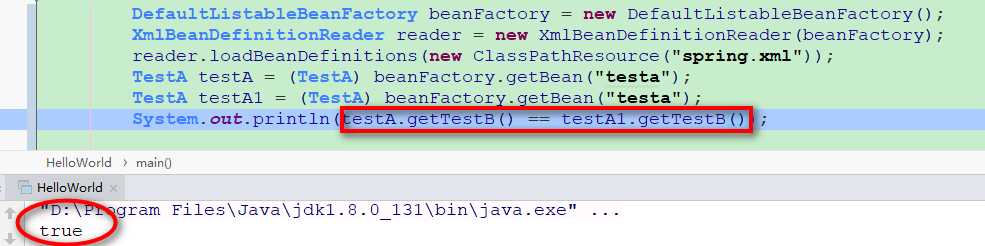 DefaultListableBeanFactory beanFactory = new DefaultListableBeanFactory();
XmlBeanDefinitionReader reader = new XmlBeanDefinitionReader(beanFactory);
reader.loadBeanDefinitions(new ClassPathResource("spring.xml"));
TestA testA = (TestA) beanFactory.getBean("testa");
TestA testA1 = (TestA) beanFactory.getBean("testa");
System.out.println(testA.getTestB() == testA1.getTestB());
HelloWorld › main()
HelloWorld ×
"D:\Program Files\Java\jdk1.8.0_131\bin\java.exe" ...
true